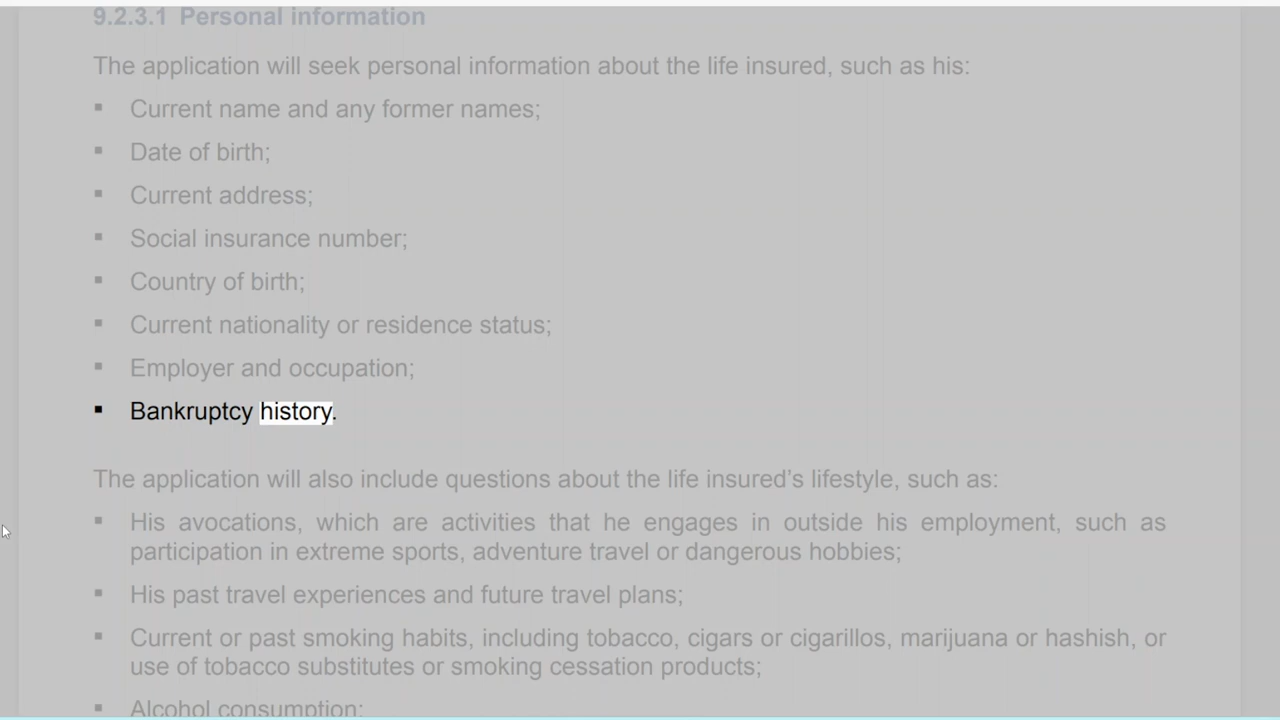 9.2.3.1 Personal information
The application will seek personal information about the life insured, such as his:
▪ Current name and any former names;
▪ Date of birth;
▪ Current address;
▪ Social insurance number;
▪ Country of birth;
▪ Current nationality or residence status;
▪ Employer and occupation;
▪ Bankruptcy history.
The application will also include questions about the life insured’s lifestyle, such as:
▪ His avocations, which are activities that he engages in outside his employment, such as
participation in extreme sports, adventure travel or dangerous hobbies;
▪ His past travel experiences and future travel plans;
▪ Current or past smoking habits, including tobacco, cigars or cigarillos, marijuana or hashish, or
use of tobacco substitutes or smoking cessation products;
▪ Alcohol consumption;